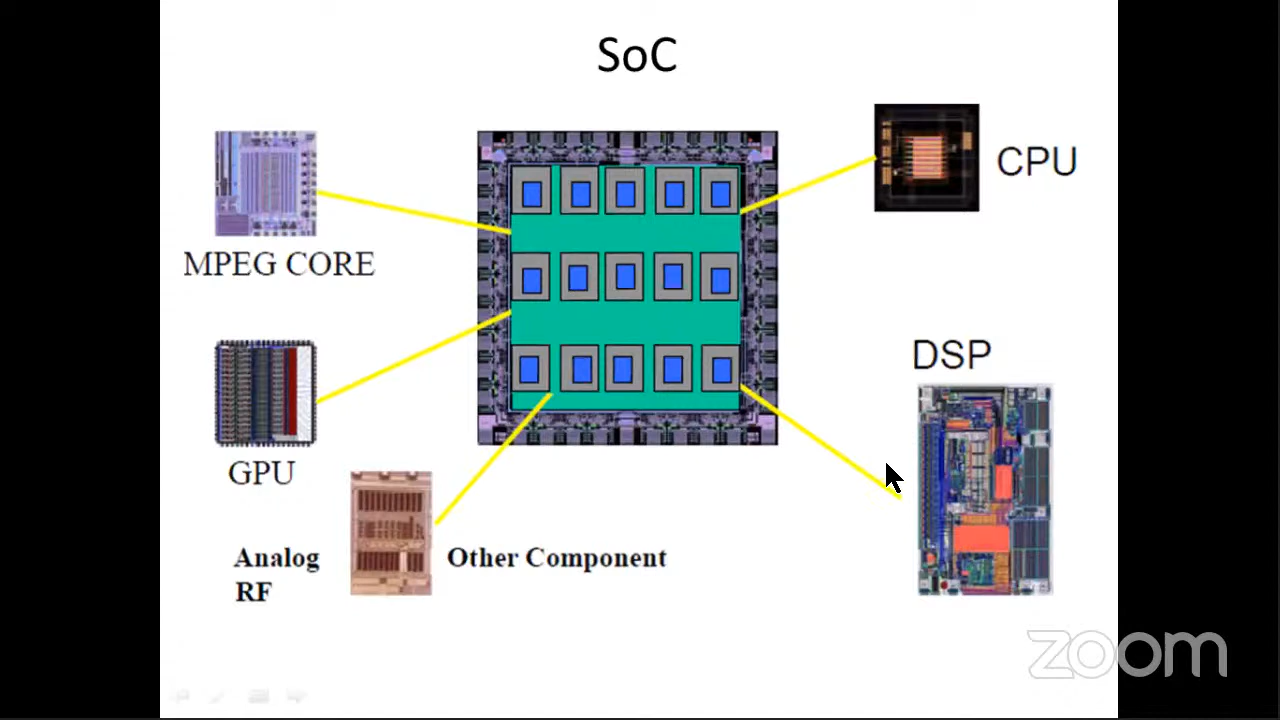 SoC
CPU
MPEG CORE
DSP
GPU
Analog
RF
Other Component
zoom